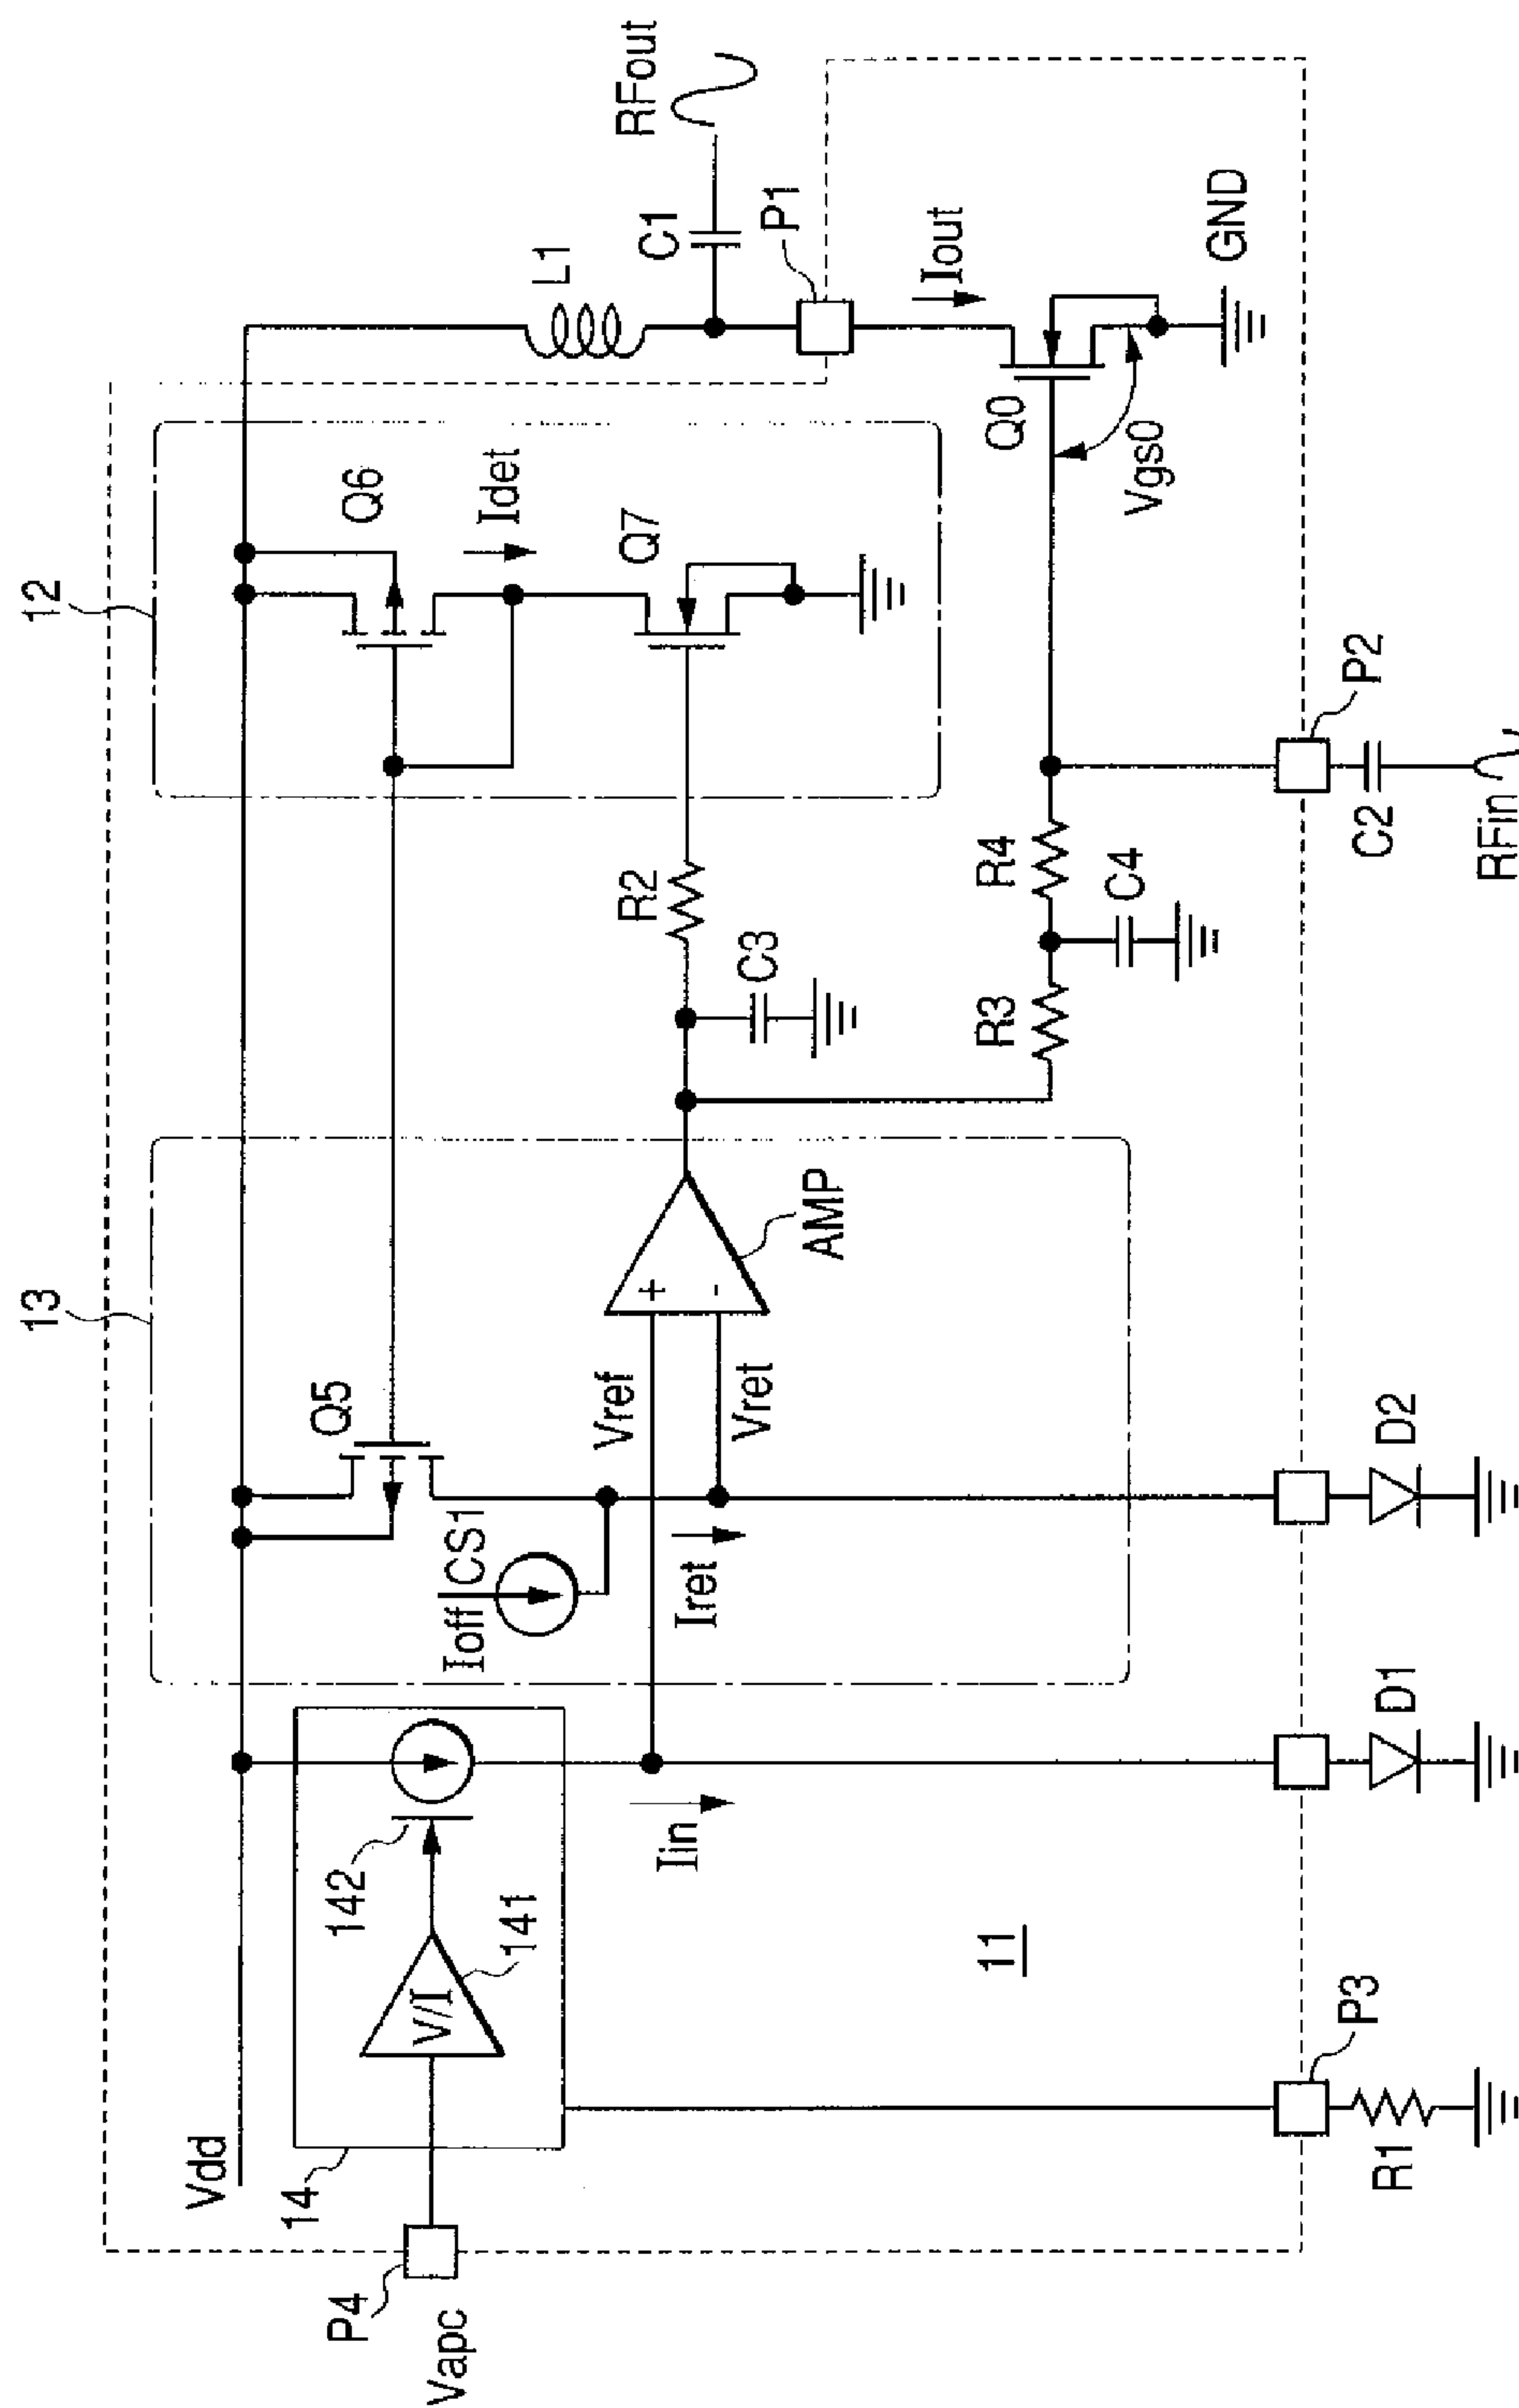 12
13
RFout
L1
C1
P1
Iout
GND
Q6
Idet
Q7
Q0
Vgs0
Q5
CS1
Ioff
Vref
Vret
Iret
+
-
AMP
R2
C3
R3
R4
C4
P2
C2
RFin
Vdd
14
142
V/I
141
Iin
P4
Vapc
11
P3
R1
D1
D2